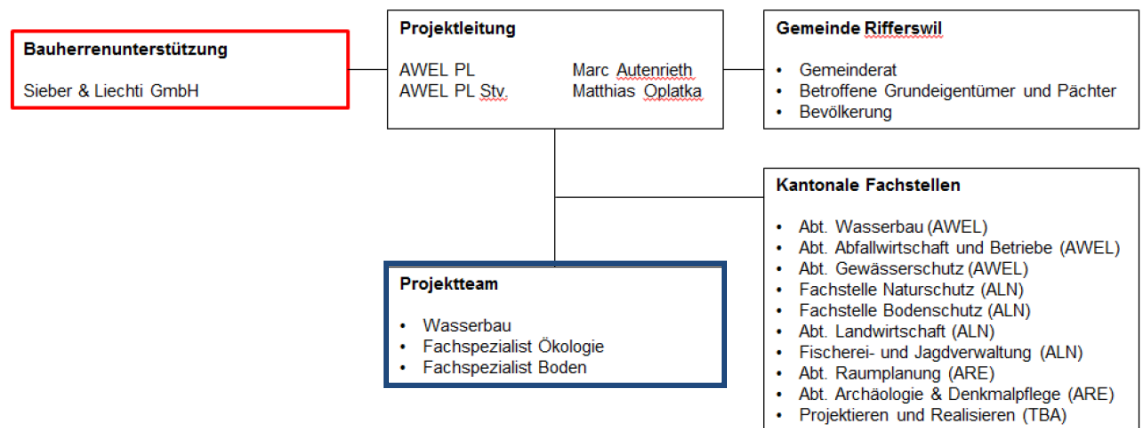 Bauherrenunterstützung
Sieber & Liechti GmbH
Projektleitung
AWEL PL Marc Autenrieth
AWEL PL Stv. Matthias Oplatka
Gemeinde Rifferswil
• Gemeinderat
• Betroffene Grundeigentümer und Pächter
• Bevölkerung
Kantonale Fachstellen
• Abt. Wasserbau (AWEL)
• Abt. Abfallwirtschaft und Betriebe (AWEL)
• Abt. Gewässerschutz (AWEL)
• Fachstelle Naturschutz (ALN)
• Fachstelle Bodenschutz (ALN)
• Abt. Landwirtschaft (ALN)
• Fischerei- und Jagdverwaltung (ALN)
• Abt. Raumplanung (ARE)
• Abt. Archäologie & Denkmalpflege (ARE)
• Projektieren und Realisieren (TBA)
Projektteam
• Wasserbau
• Fachspezialist Ökologie
• Fachspezialist Boden